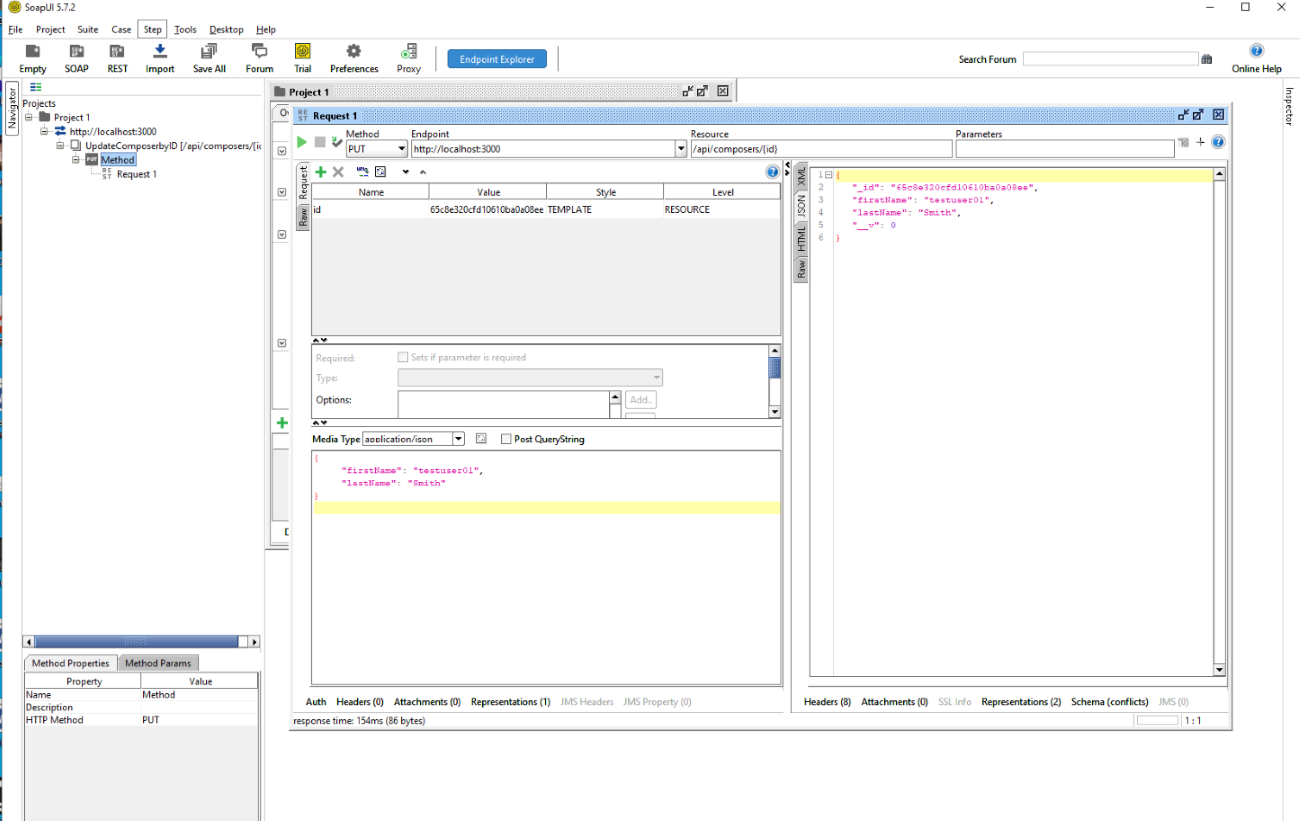 SoapUI 5.7.2
File Project Suite Case Step Tools Desktop Help
Empty SOAP REST Import Save All Forum Trial Preferences Proxy Endpoint Explorer Search Forum Online Help
Navigator
Projects
Project 1
http://localhost:3000
UpdateComposerbyID [/api/composers/{id
PUT Method
REST Request 1
Method Properties Method Params
Property Value
Name Method
Description
HTTP Method PUT
Project 1
REST Request 1
Method Endpoint Resource Parameters
PUT http://localhost:3000 /api/composers/{id}
Request
Raw
Name Value Style Level
id 65c8e320cfd10610ba0a08ee TEMPLATE RESOURCE
Required: Sets if parameter is required
Type:
Options: Add..
Media Type application/json Post QueryString
{
"firstName": "testuser01",
"lastName": "Smith"
}
Auth Headers (0) Attachments (0) Representations (1) JMS Headers JMS Property (0)
response time: 154ms (86 bytes)
XML
JSON
HTML
Raw
1 {
2 "_id": "65c8e320cfd10610ba0a08ee",
3 "firstName": "testuser01",
4 "lastName": "Smith",
5 "__v": 0
6 }
Headers (8) Attachments (0) SSL Info Representations (2) Schema (conflicts) JMS (0)
1 : 1
Inspector